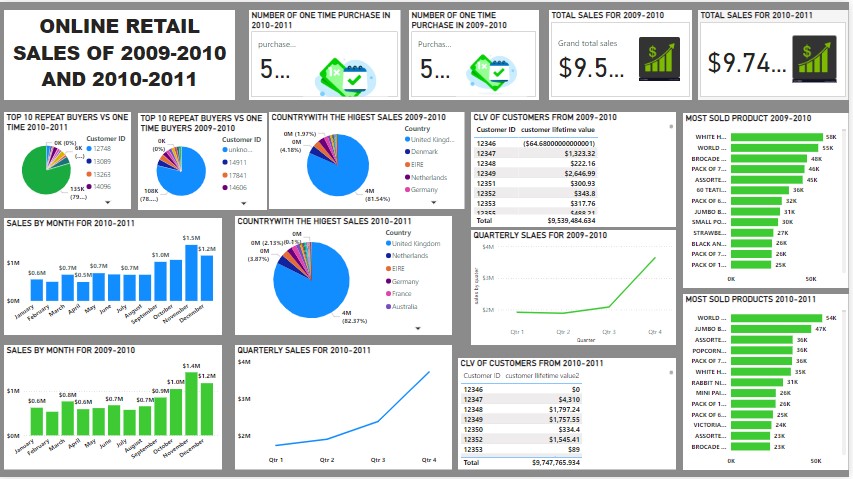 ONLINE RETAIL
SALES OF 2009-2010
AND 2010-2011
NUMBER OF ONE TIME PURCHASE IN
2010-2011
purchase...
5...
NUMBER OF ONE TIME
PURCHASE IN 2009-2010
Purchas...
5...
TOTAL SALES FOR 2009-2010
Grand total sales
$9.5...
TOTAL SALES FOR 2010-2011
$9.74...
TOP 10 REPEAT BUYERS VS ONE
TIME 2010-2011
0K (0%)
6K
(...)
135K
(79....)
Customer ID
12748
13089
13263
14096
TOP 10 REPEAT BUYERS VS ONE
TIME BUYERS 2009-2010
0K
(0%)
6K
108K
(78....)
Customer ID
unkno...
14911
17841
14606
COUNTRYWITH THE HIGEST SALES 2009-2010
0M (1.97%)
0M
(4.18%)
4M
(81.54%)
Country
United Kingd...
Denmark
EIRE
Netherlands
Germany
CLV OF CUSTOMERS FROM 2009-2010
Customer ID customer lifetime value
12346 ($64.68000000000001)
12347 $1,323.32
12348 $222.16
12349 $2,646.99
12351 $300.93
12352 $343.8
12353 $317.76
12355 $488.21
Total $9,539,484.634
MOST SOLD PRODUCT 2009-2010
WHITE H... 58K
WORLD ... 55K
BROCADE ... 48K
PACK OF 7... 46K
ASSORTE... 45K
60 TEATI... 36K
PACK OF 6... 32K
JUMBO B... 31K
SMALL PO... 30K
STRAWBE... 27K
BLACK AN... 26K
PACK OF 7... 26K
PACK OF 1... 25K
0K 50K
SALES BY MONTH FOR 2010-2011
$1M
$0M
$0.6M
$0.7M
$0.5M
$0.7M
$0.7M
$0.7M
$1.0M
$1.5M
$1.2M
January
February
March
April
May
June
July
August
September
October
November
December
COUNTRYWITH THE HIGEST SALES 2010-2011
0M
0M (2.13%)
(0.1%)
0M
(3.87%)
4M
(82.37%)
Country
United Kingdom
Netherlands
EIRE
Germany
France
Australia
QUARTERLY SLAES FOR 2009-2010
$4M
$3M
$2M
Sales by quater
Qtr 1 Qtr 2 Qtr 3 Qtr 4
Quarter
MOST SOLD PRODUCTS 2010-2011
WORLD ... 54K
JUMBO B... 47K
ASSORTE... 36K
POPCORN... 36K
PACK OF 7... 36K
WHITE H... 35K
RABBIT NI... 31K
MINI PAI... 26K
PACK OF 1... 26K
PACK OF 6... 25K
VICTORIA... 24K
ASSORTE... 23K
BROCADE ... 23K
0K 50K
SALES BY MONTH FOR 2009-2010
$1M
$0M
$0.6M
$0.8M
$0.6M
$0.7M
$0.7M
$0.9M
$1.0M
$1.4M
$1.2M
January
February
March
April
May
June
July
August
September
October
November
December
QUARTERLY SALES FOR 2010-2011
$4M
$3M
$2M
Qtr 1 Qtr 2 Qtr 3 Qtr 4
CLV OF CUSTOMERS FROM 2010-2011
Customer ID customer lifetime value2
12346 $0
12347 $4,310
12348 $1,797.24
12349 $1,757.55
12350 $334.4
12352 $1,545.41
12353 $89
Total $9,747,765.934